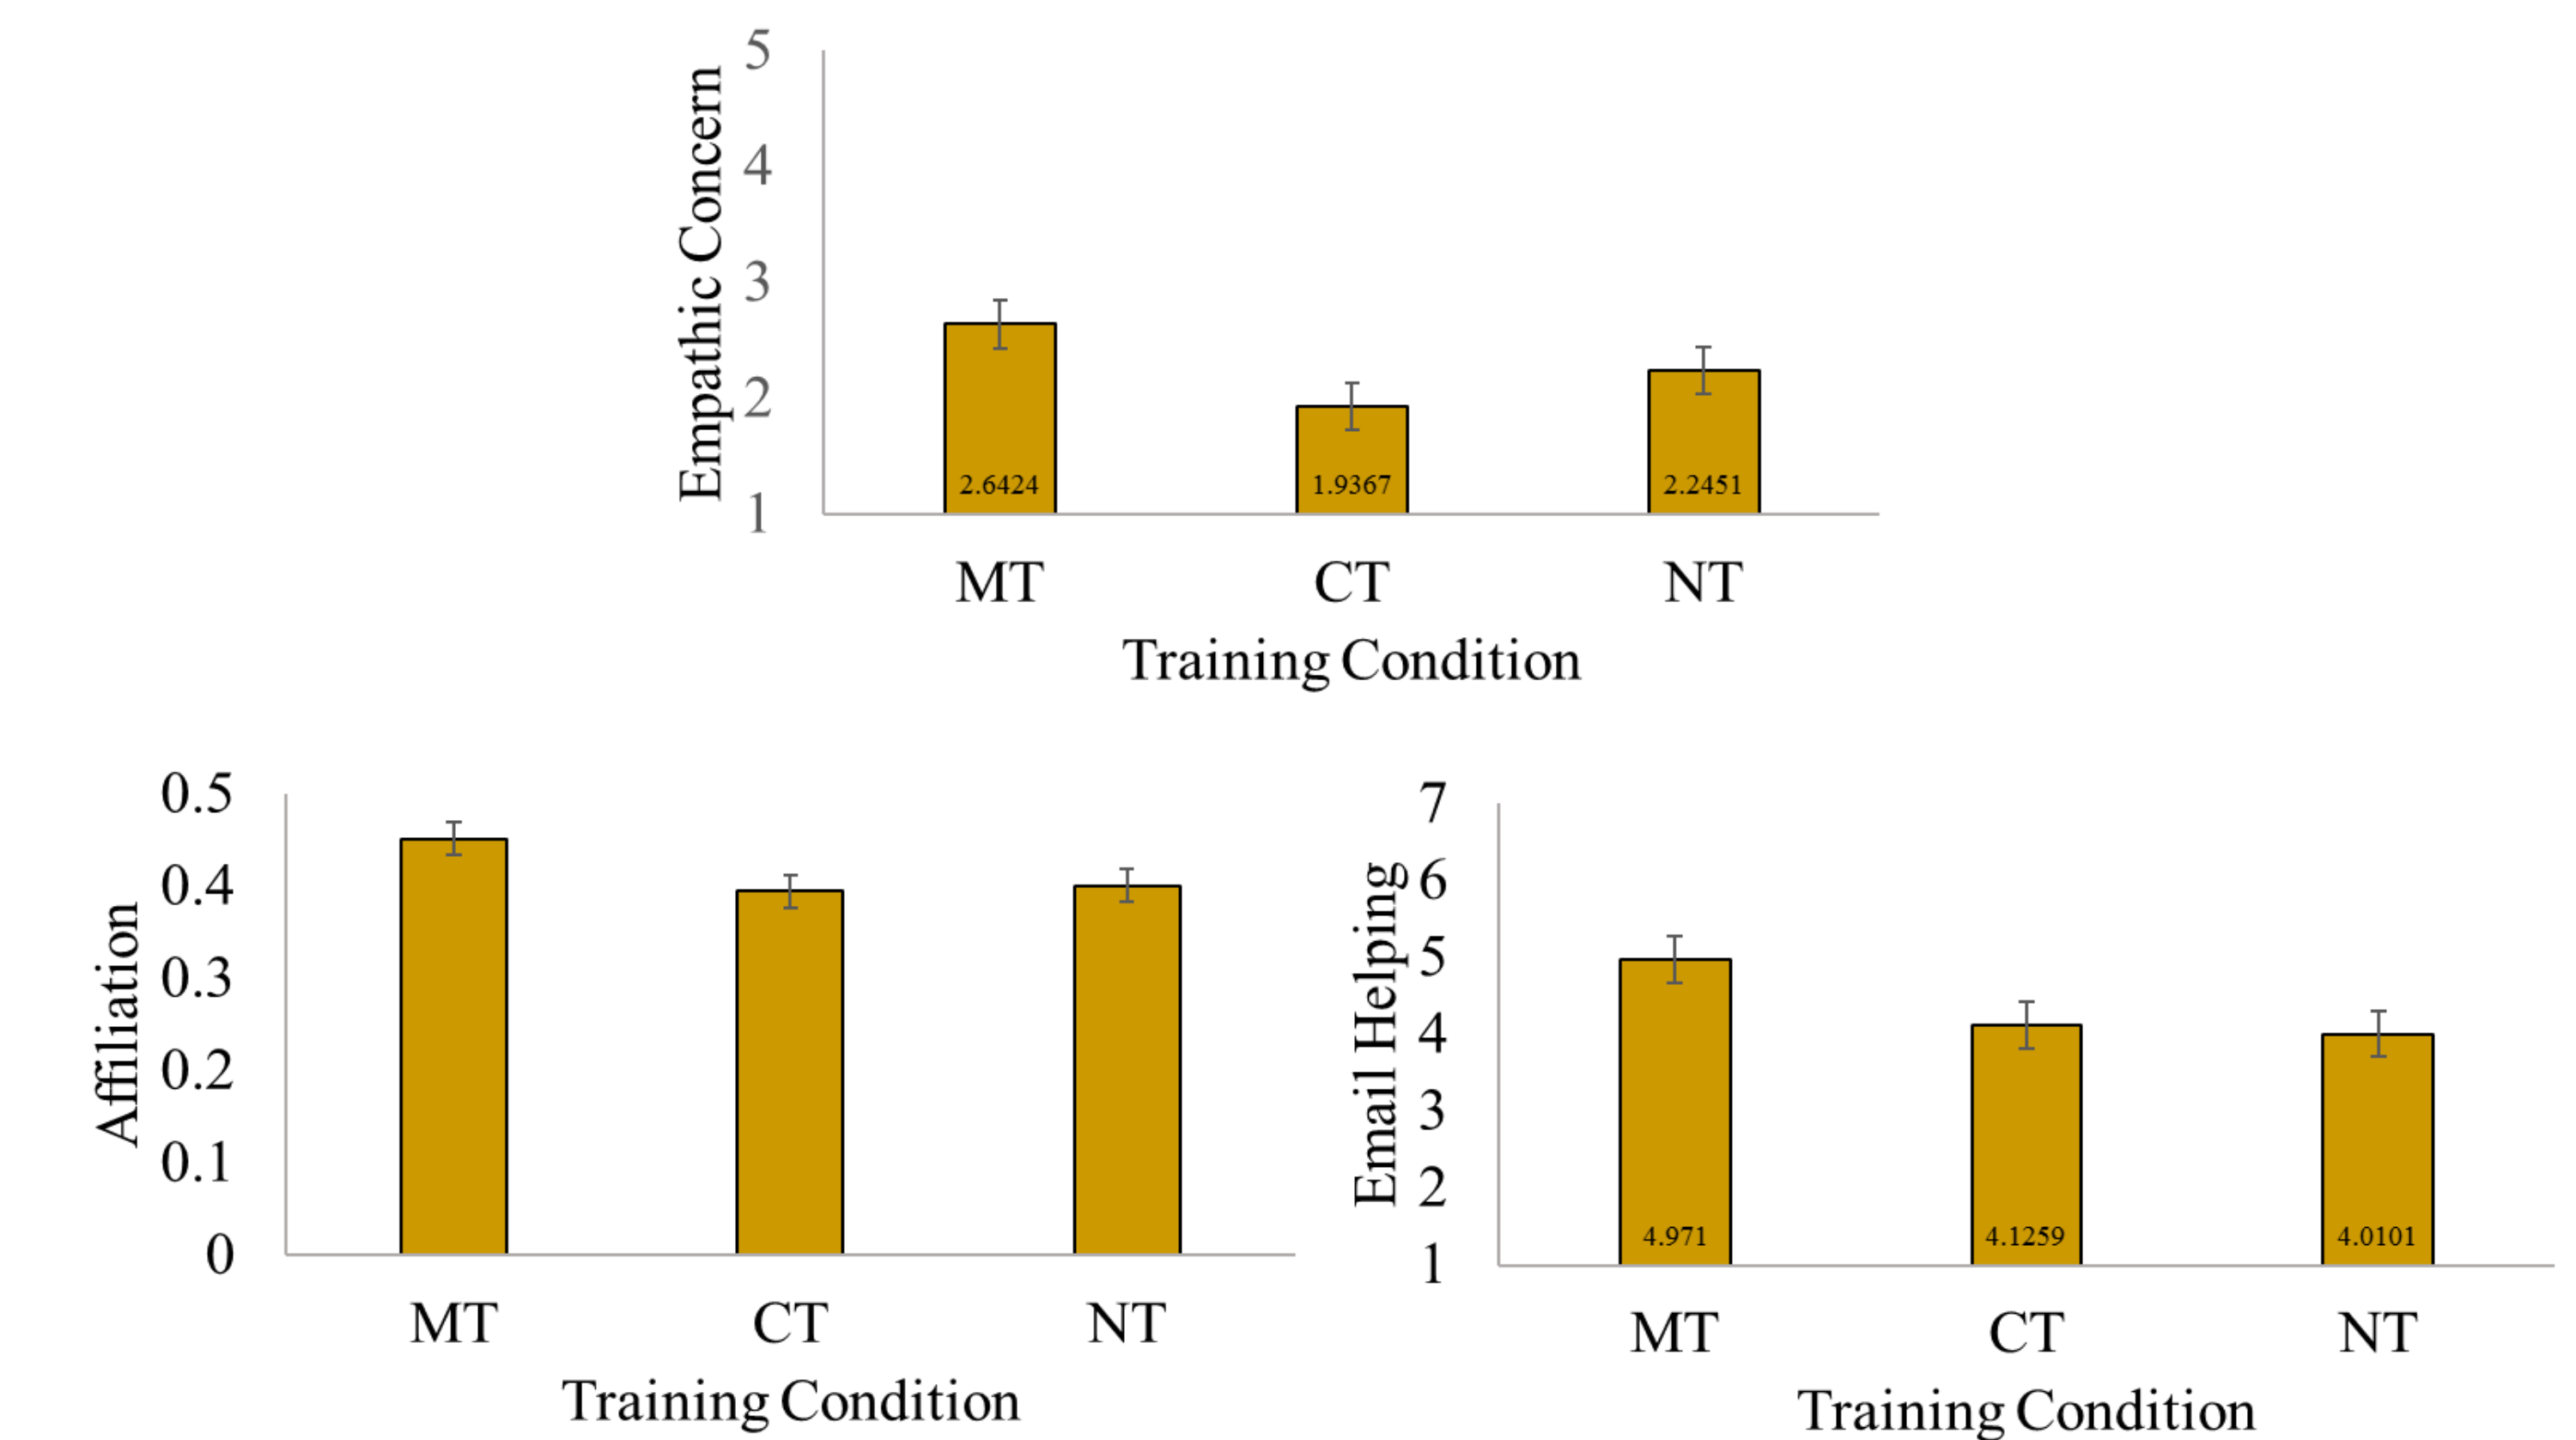 Empathic Concern
5
4
3
2
1
2.6424 1.9367 2.2451
MT CT NT
Training Condition
Affiliation
0.5
0.4
0.3
0.2
0.1
0
MT CT NT
Training Condition
Email Helping
7
6
5
4
3
2
1
4.971 4.1259 4.0101
MT CT NT
Training Condition